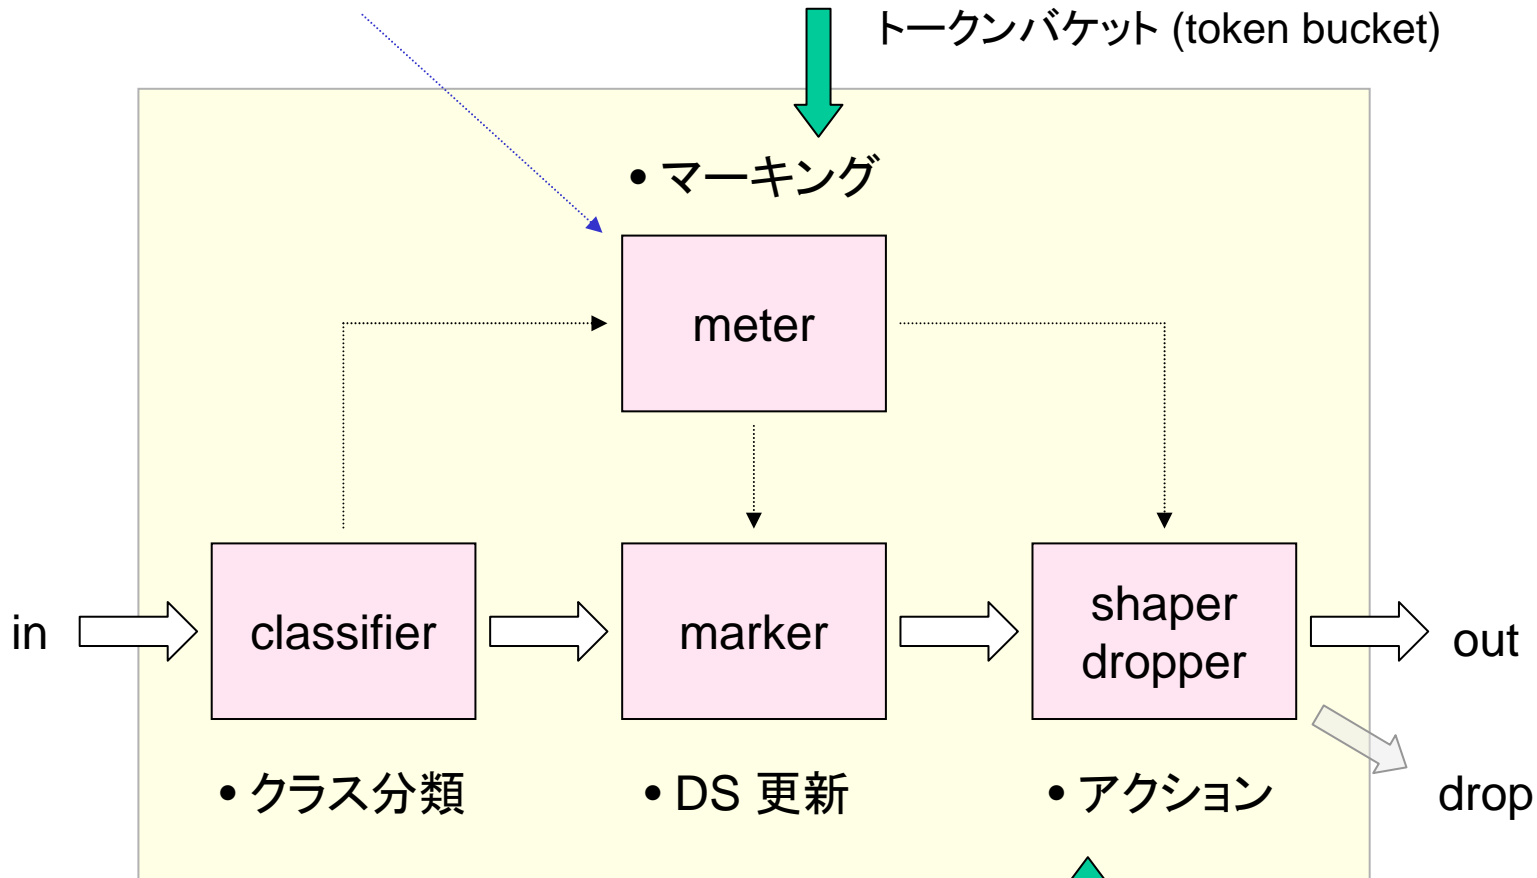 トークンバケット (token bucket)
• マーキング
meter
in
classifier
marker
shaper
dropper
out
• クラス分類
• DS 更新
• アクション
drop